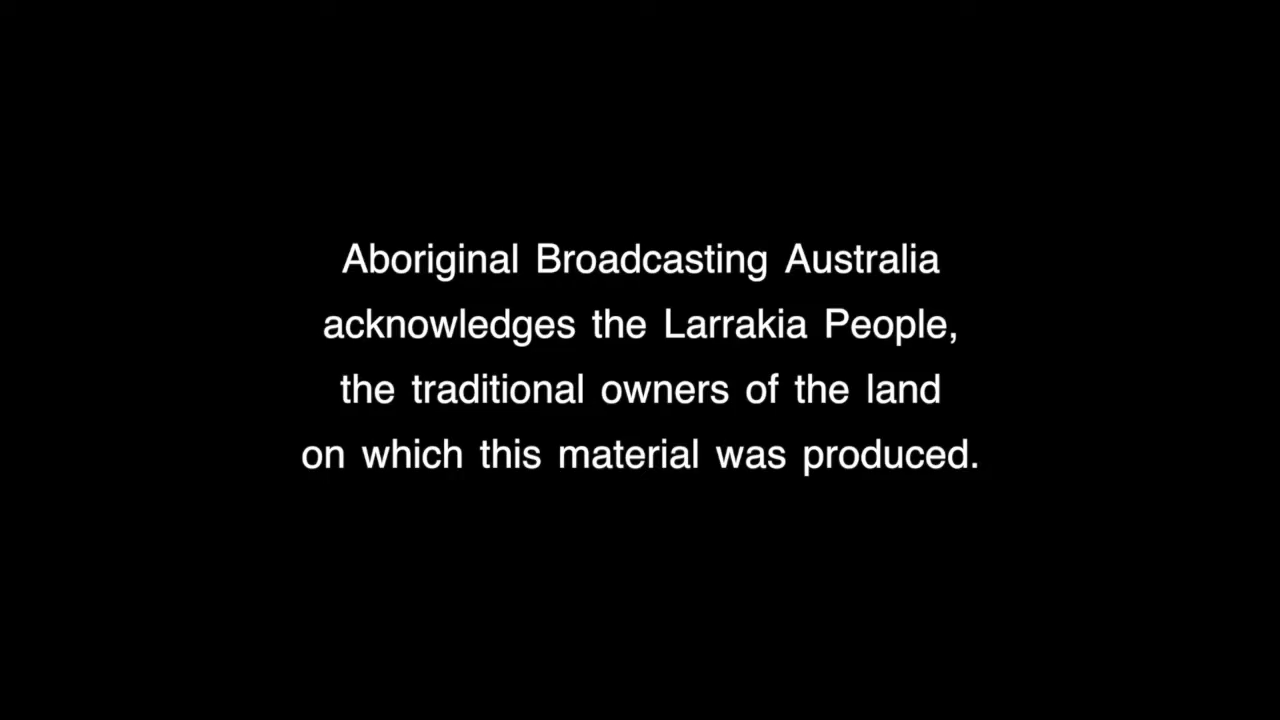 Aboriginal Broadcasting Australia
acknowledges the Larrakia People,
the traditional owners of the land
on which this material was produced.